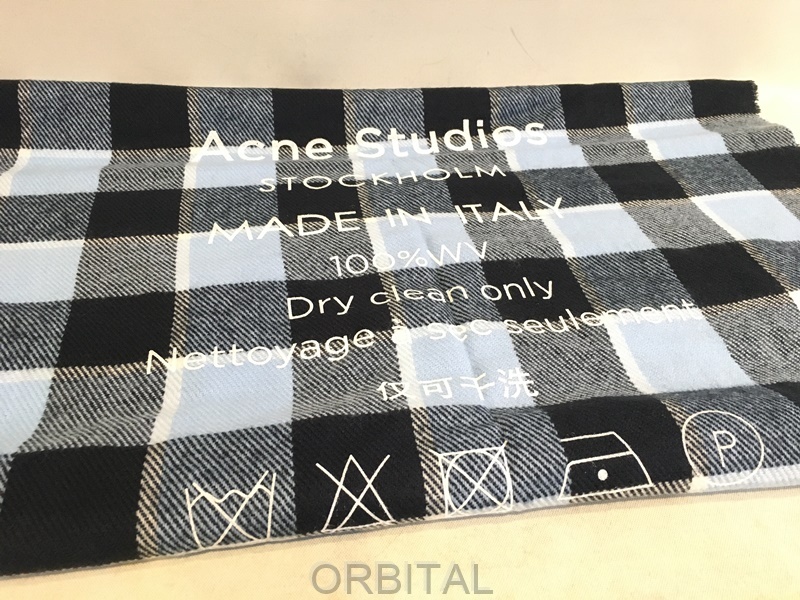 Acne Studios
STOCKHOLM
MADE IN ITALY
100%WV
Dry clean only
Nettoyage à sec seulement
仅可干洗
P
ORBITAL